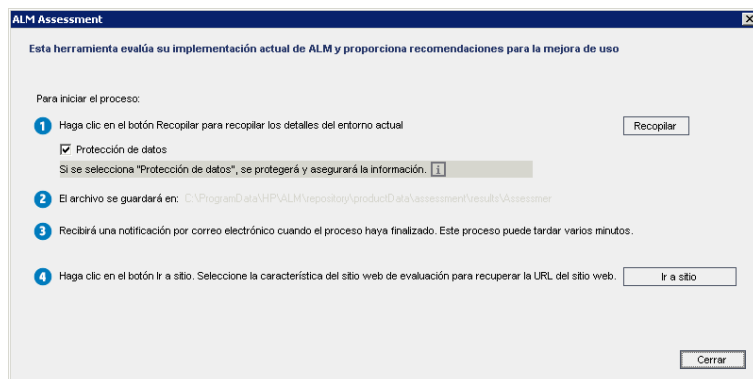 ALM Assessment
Esta herramienta evalúa su implementación actual de ALM y proporciona recomendaciones para la mejora de uso
Para iniciar el proceso:
1 Haga clic en el botón Recopilar para recopilar los detalles del entorno actual Recopilar
Protección de datos
Si se selecciona "Protección de datos", se protegerá y asegurará la información. i
2 El archivo se guardará en: C:\ProgramData\HP\ALM\repository\productData\assessment\results\Assessmer
3 Recibirá una notificación por correo electrónico cuando el proceso haya finalizado. Este proceso puede tardar varios minutos.
4 Haga clic en el botón Ir a sitio. Seleccione la característica del sitio web de evaluación para recuperar la URL del sitio web. Ir a sitio
Cerrar